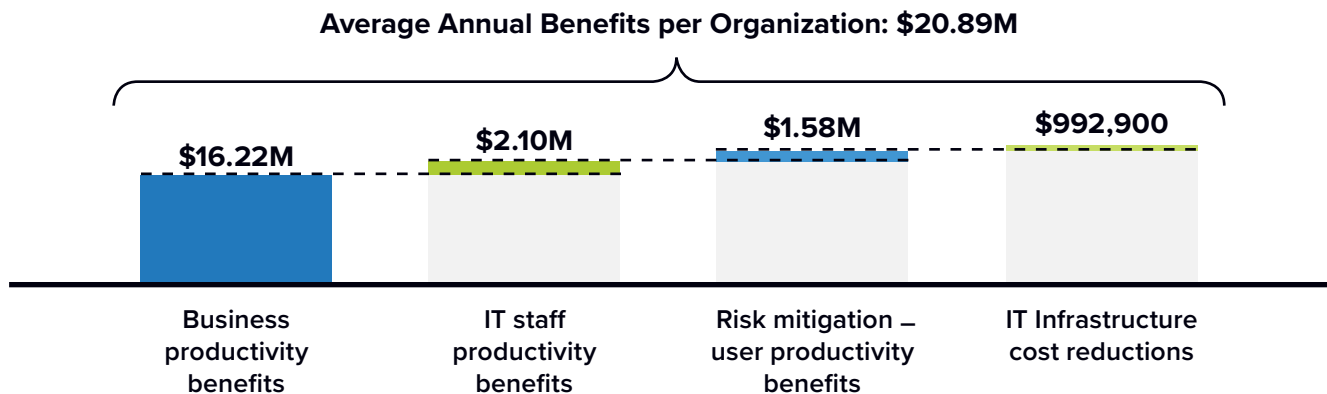 Average Annual Benefits per Organization: $20.89M
$16.22M
$2.10M
$1.58M
$992,900
Business
productivity
benefits
IT staff
productivity
benefits
Risk mitigation –
user productivity
benefits
IT Infrastructure
cost reductions